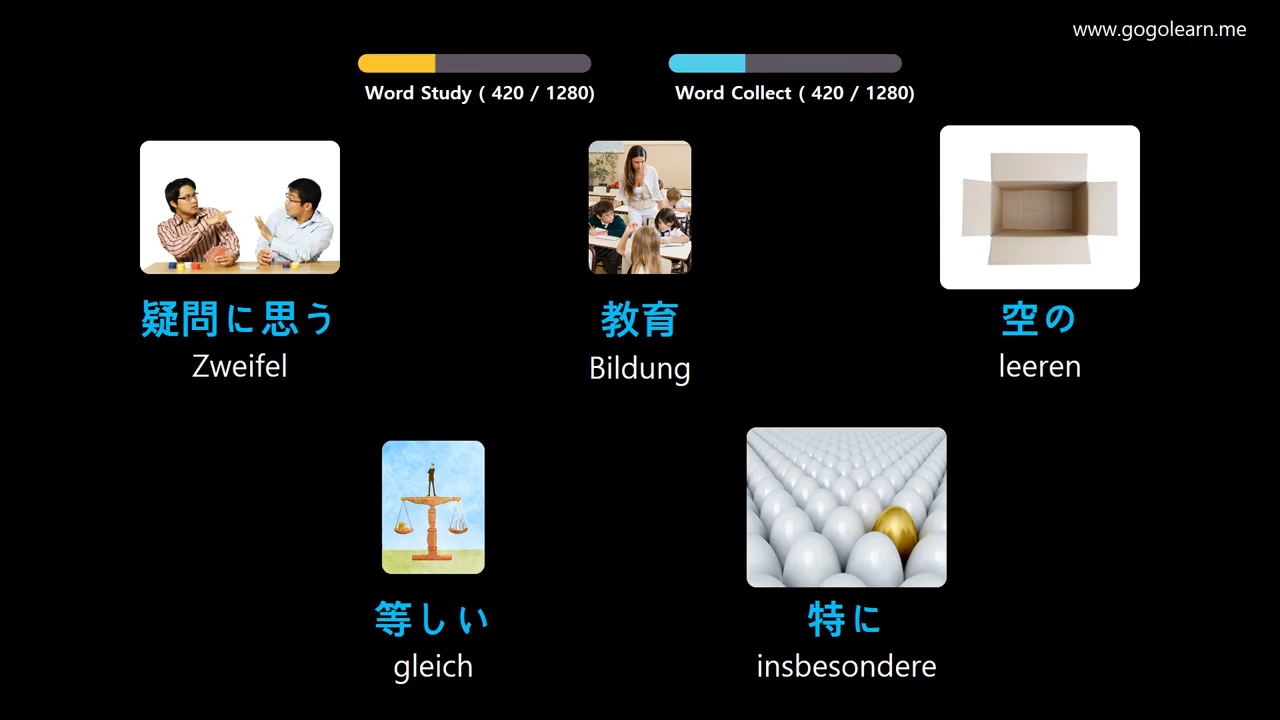 www.gogolearn.me
Word Study ( 420 / 1280)
Word Collect ( 420 / 1280)
疑問に思う
Zweifel
教育
Bildung
空の
leeren
等しい
gleich
特に
insbesondere